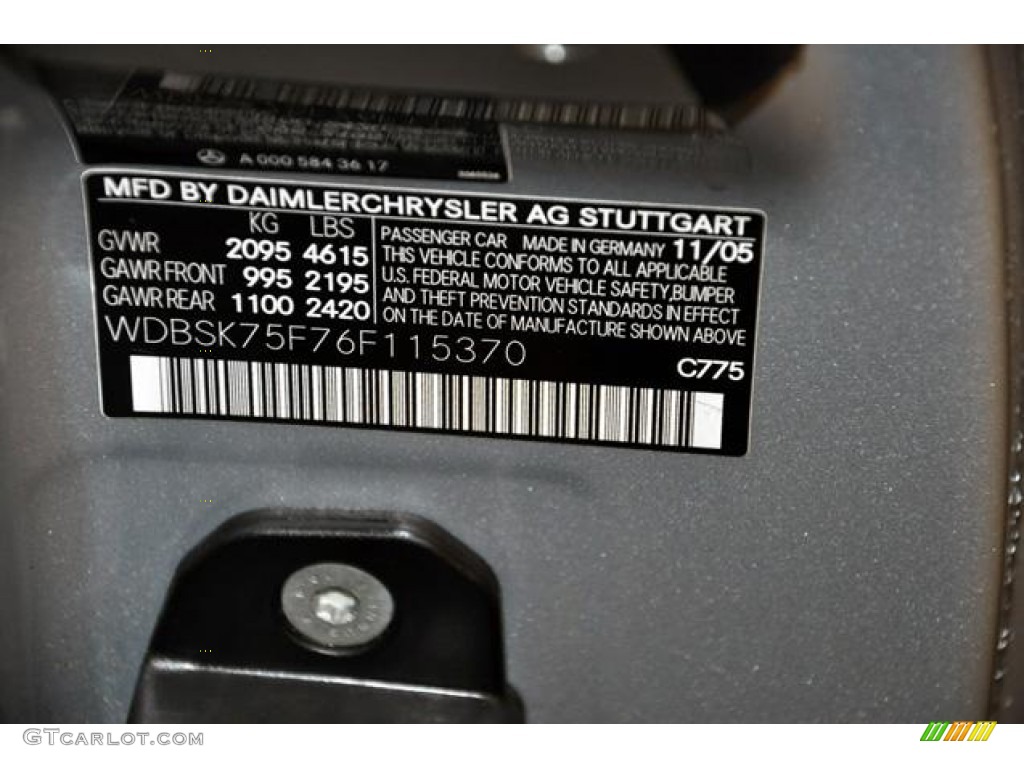 A 000 584 36 17
MFD BY DAIMLERCHRYSLER AG STUTTGART
KG LBS
GVWR 2095 4615
GAWR FRONT 995 2195
GAWR REAR 1100 2420
PASSENGER CAR MADE IN GERMANY 11/05
THIS VEHICLE CONFORMS TO ALL APPLICABLE
U.S. FEDERAL MOTOR VEHICLE SAFETY,BUMPER
AND THEFT PREVENTION STANDARDS IN EFFECT
ON THE DATE OF MANUFACTURE SHOWN ABOVE
WDBSK75F76F115370
C775
GTCARLOT.COM